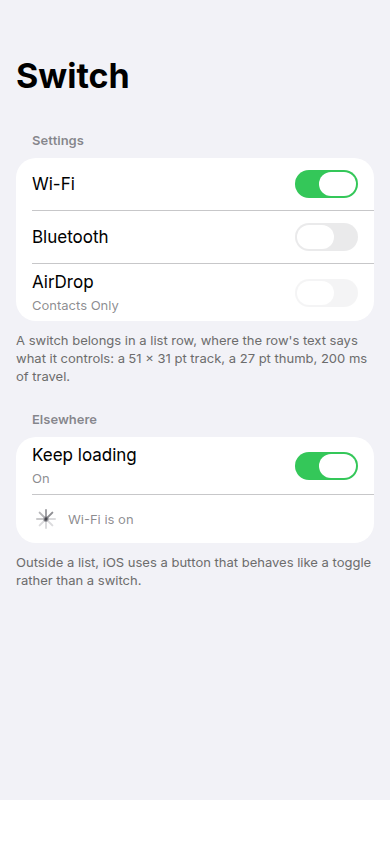 Switch
Settings
Wi-Fi
Bluetooth
AirDrop
Contacts Only
A switch belongs in a list row, where the row's text says
what it controls: a 51 × 31 pt track, a 27 pt thumb, 200 ms
of travel.
Elsewhere
Keep loading
On
Wi-Fi is on
Outside a list, iOS uses a button that behaves like a toggle
rather than a switch.